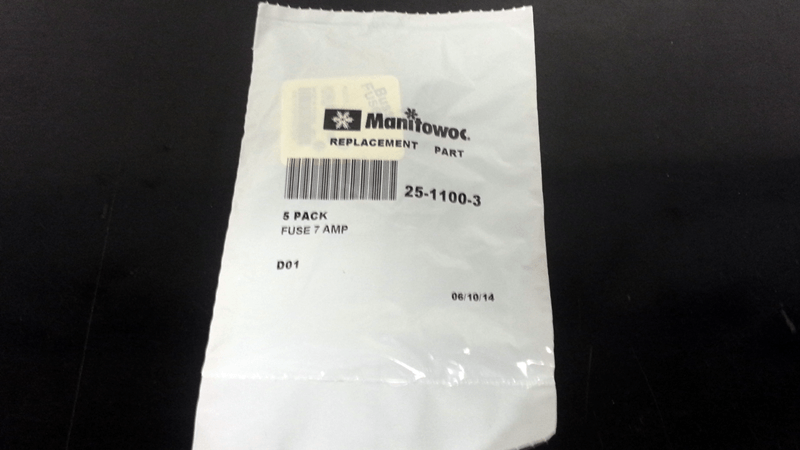 Manitowoc
REPLACEMENT PART
25-1100-3
5 PACK
FUSE 7 AMP
D01
06/10/14